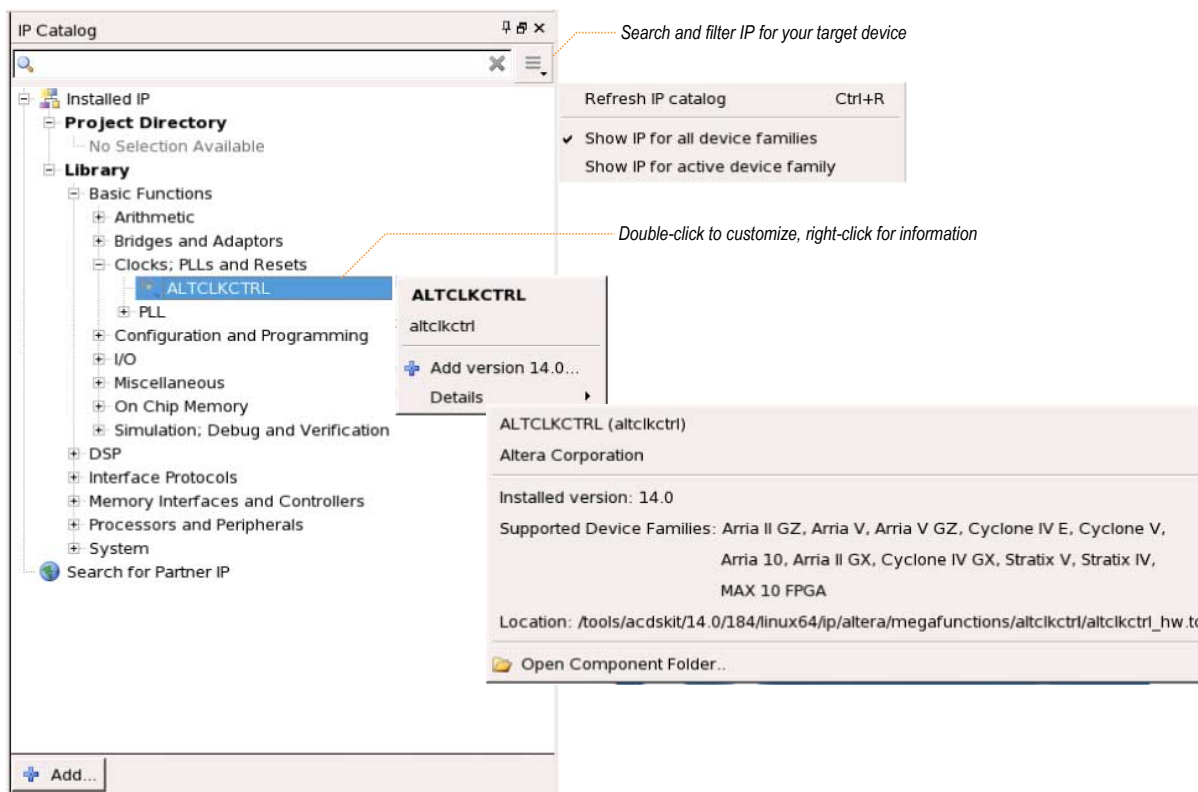 IP Catalog
Search and filter IP for your target device
Installed IP
Project Directory
No Selection Available
Library
Basic Functions
Arithmetic
Bridges and Adaptors
Clocks; PLLs and Resets
ALTCLKCTRL
PLL
Configuration and Programming
I/O
Miscellaneous
On Chip Memory
Simulation; Debug and Verification
DSP
Interface Protocols
Memory Interfaces and Controllers
Processors and Peripherals
System
Search for Partner IP
Add...
Refresh IP catalog Ctrl+R
Show IP for all device families
Show IP for active device family
Double-click to customize, right-click for information
ALTCLKCTRL
altclkctrl
Add version 14.0...
Details
ALTCLKCTRL (altclkctrl)
Altera Corporation
Installed version: 14.0
Supported Device Families: Arria II GZ, Arria V, Arria V GZ, Cyclone IV E, Cyclone V,
Arria 10, Arria II GX, Cyclone IV GX, Stratix V, Stratix IV,
MAX 10 FPGA
Location: /tools/acdskit/14.0/184/linux64/ip/altera/megafunctions/altclkctrl/altclkctrl_hw.tc
Open Component Folder..